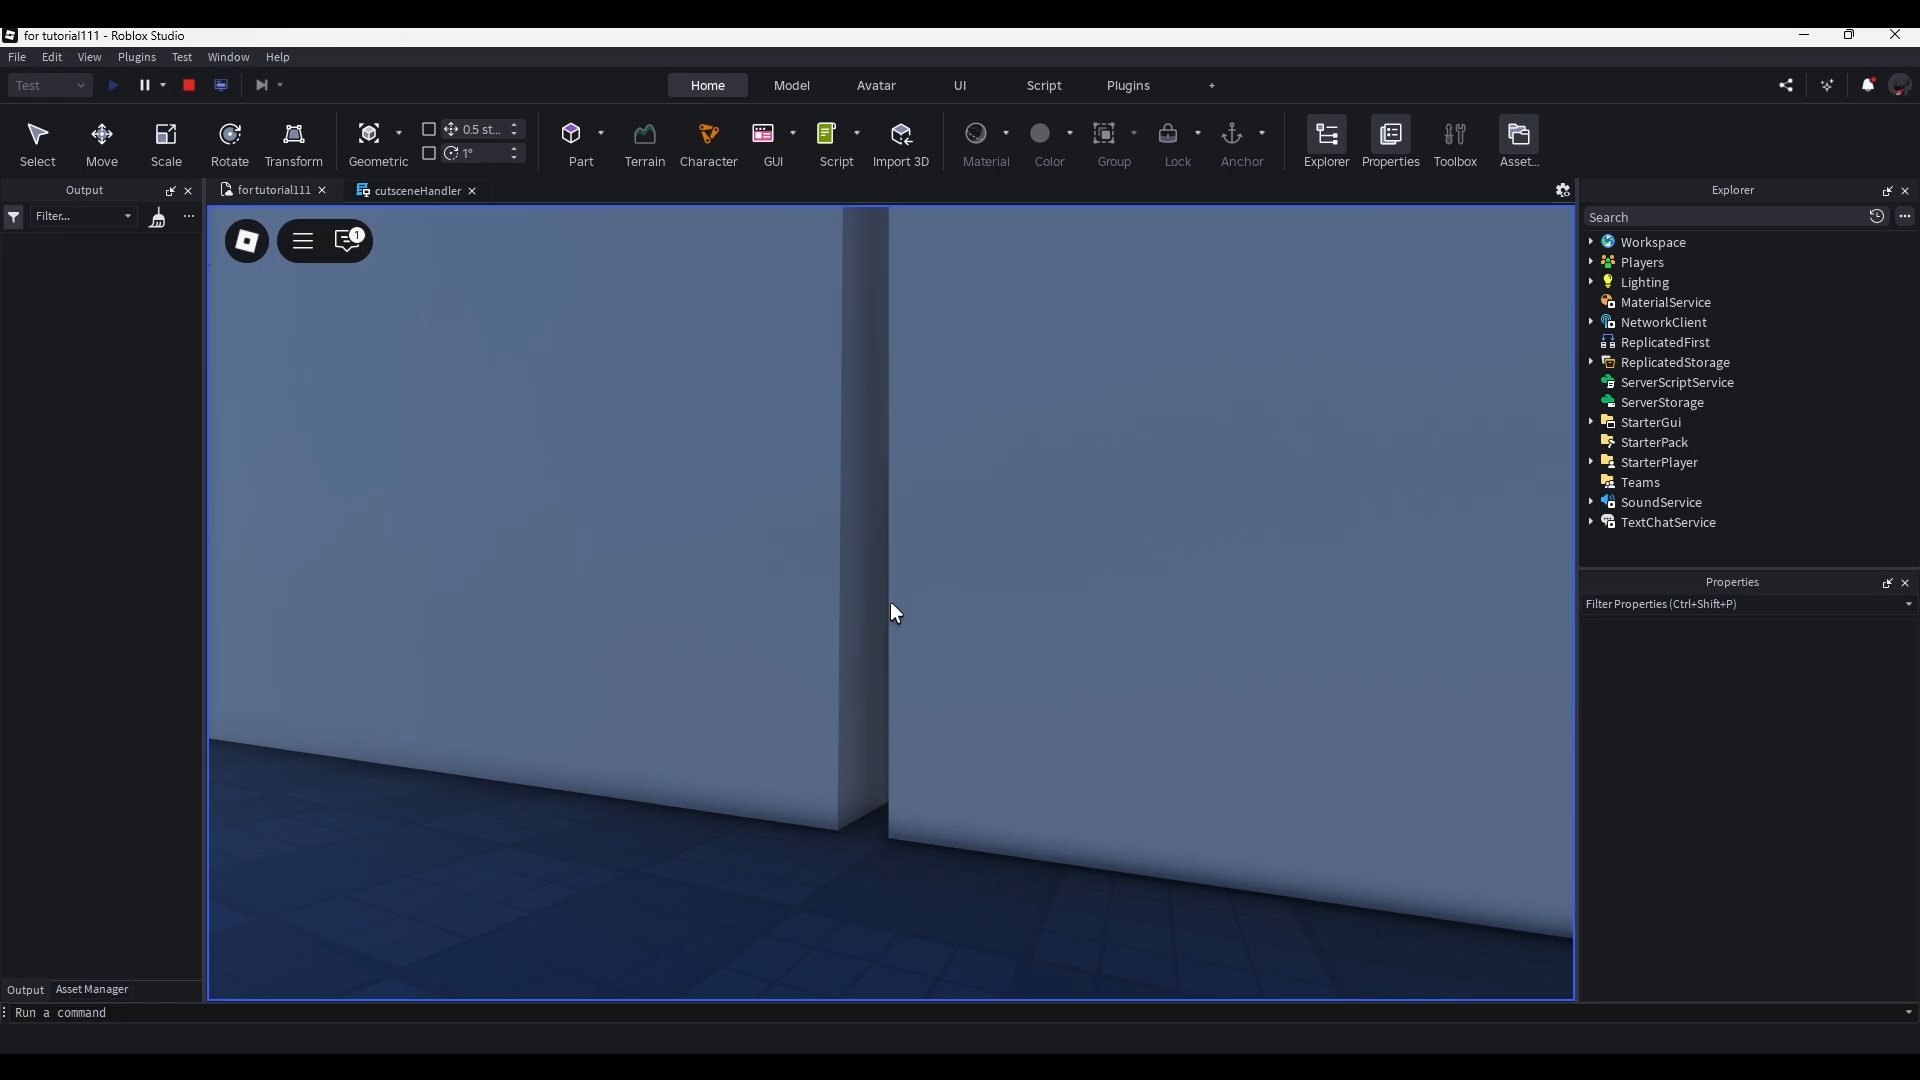 for tutorial111 - Roblox Studio
File Edit View Plugins Test Window Help
Test Home Model Avatar UI Script Plugins +
0.5 st...
1°
Select Move Scale Rotate Transform Geometric Part Terrain Character GUI Script Import 3D Material Color Group Lock Anchor Explorer Properties Toolbox Asset...
Output for tutorial111 cutsceneHandler Explorer
Filter... Search
1
Workspace
Players
Lighting
MaterialService
NetworkClient
ReplicatedFirst
ReplicatedStorage
ServerScriptService
ServerStorage
StarterGui
StarterPack
StarterPlayer
Teams
SoundService
TextChatService
Properties
Filter Properties (Ctrl+Shift+P)
Output Asset Manager
Run a command